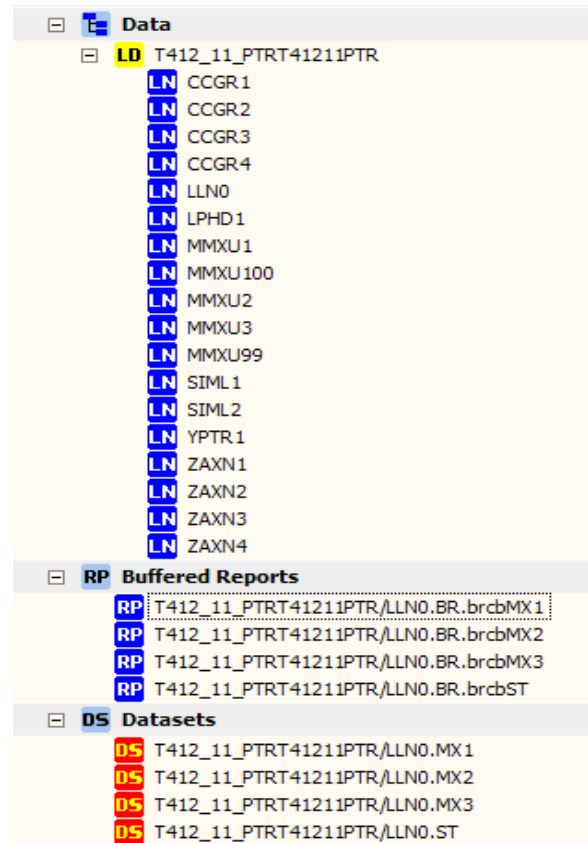 Data
LD T412_11_PTRT41211PTR
LN CCGR1
LN CCGR2
LN CCGR3
LN CCGR4
LN LLN0
LN LPHD1
LN MMXU1
LN MMXU100
LN MMXU2
LN MMXU3
LN MMXU99
LN SIML1
LN SIML2
LN YPTR1
LN ZAXN1
LN ZAXN2
LN ZAXN3
LN ZAXN4
RP Buffered Reports
RP T412_11_PTRT41211PTR/LLN0.BR.brcbMX1
RP T412_11_PTRT41211PTR/LLN0.BR.brcbMX2
RP T412_11_PTRT41211PTR/LLN0.BR.brcbMX3
RP T412_11_PTRT41211PTR/LLN0.BR.brcbST
DS Datasets
DS T412_11_PTRT41211PTR/LLN0.MX1
DS T412_11_PTRT41211PTR/LLN0.MX2
DS T412_11_PTRT41211PTR/LLN0.MX3
DS T412_11_PTRT41211PTR/LLN0.ST